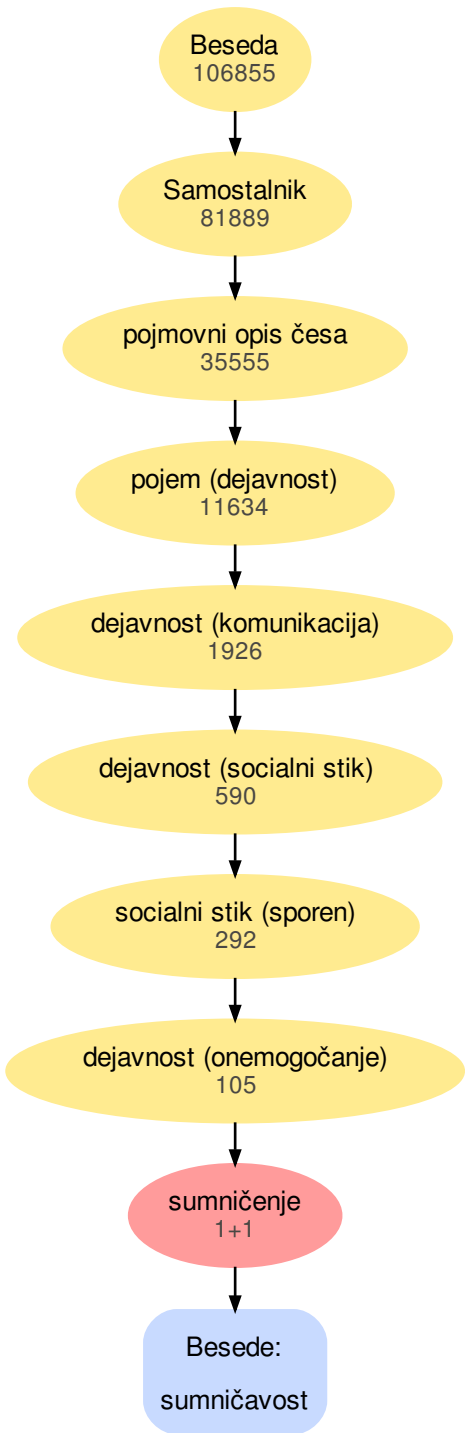 Beseda
106855
Samostalnik
81889
pojmovni opis česa
35555
pojem (dejavnost)
11634
dejavnost (komunikacija)
1926
dejavnost (socialni stik)
590
socialni stik (sporen)
292
dejavnost (onemogočanje)
105
sumničenje
1+1
Besede:
sumničavost